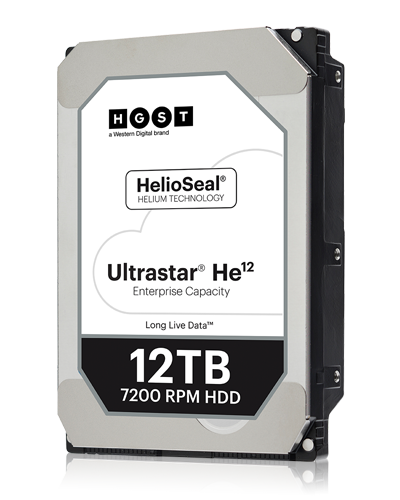 HGST
a Western Digital brand
HelioSeal®
HELIUM TECHNOLOGY
Ultrastar® He¹²
Enterprise Capacity
Long Live Data™
12TB
7200 RPM HDD